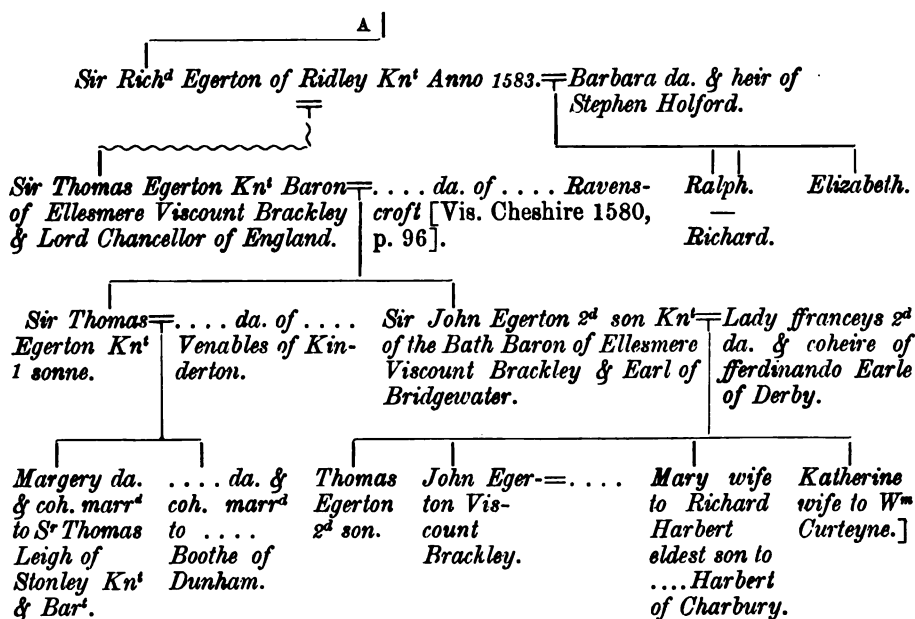 A
Sir Richᵈ Egerton of Ridley Knᵗ Anno 1583.
Barbara da. & heir of
Stephen Holford.
Sir Thomas Egerton Knᵗ Baron
of Ellesmere Viscount Brackley
& Lord Chancellor of England.
. . . . da. of . . . . Ravens-
croft [Vis. Cheshire 1580,
p. 96].
Ralph.
—
Richard.
Elizabeth.
Sir Thomas
Egerton Knᵗ
1 sonne.
. . . . da. of . . . .
Venables of Kin-
derton.
Sir John Egerton 2ᵈ son Knᵗ
of the Bath Baron of Ellesmere
Viscount Brackley & Earl of
Bridgewater.
Lady ffranceys 2ᵈ
da. & coheire of
fferdinando Earle
of Derby.
Margery da.
& coh. marrᵈ
to Sʳ Thomas
Leigh of
Stonley Knᵗ
& Barᵗ.
. . . . da. &
coh. marrᵈ
to . . . .
Boothe of
Dunham.
Thomas
Egerton
2ᵈ son.
John Eger-= . . . .
ton Vis-
count
Brackley.
Mary wife
to Richard
Harbert
eldest son to
. . . . Harbert
of Charbury.
Katherine
wife to Wᵐ
Curteyne.]